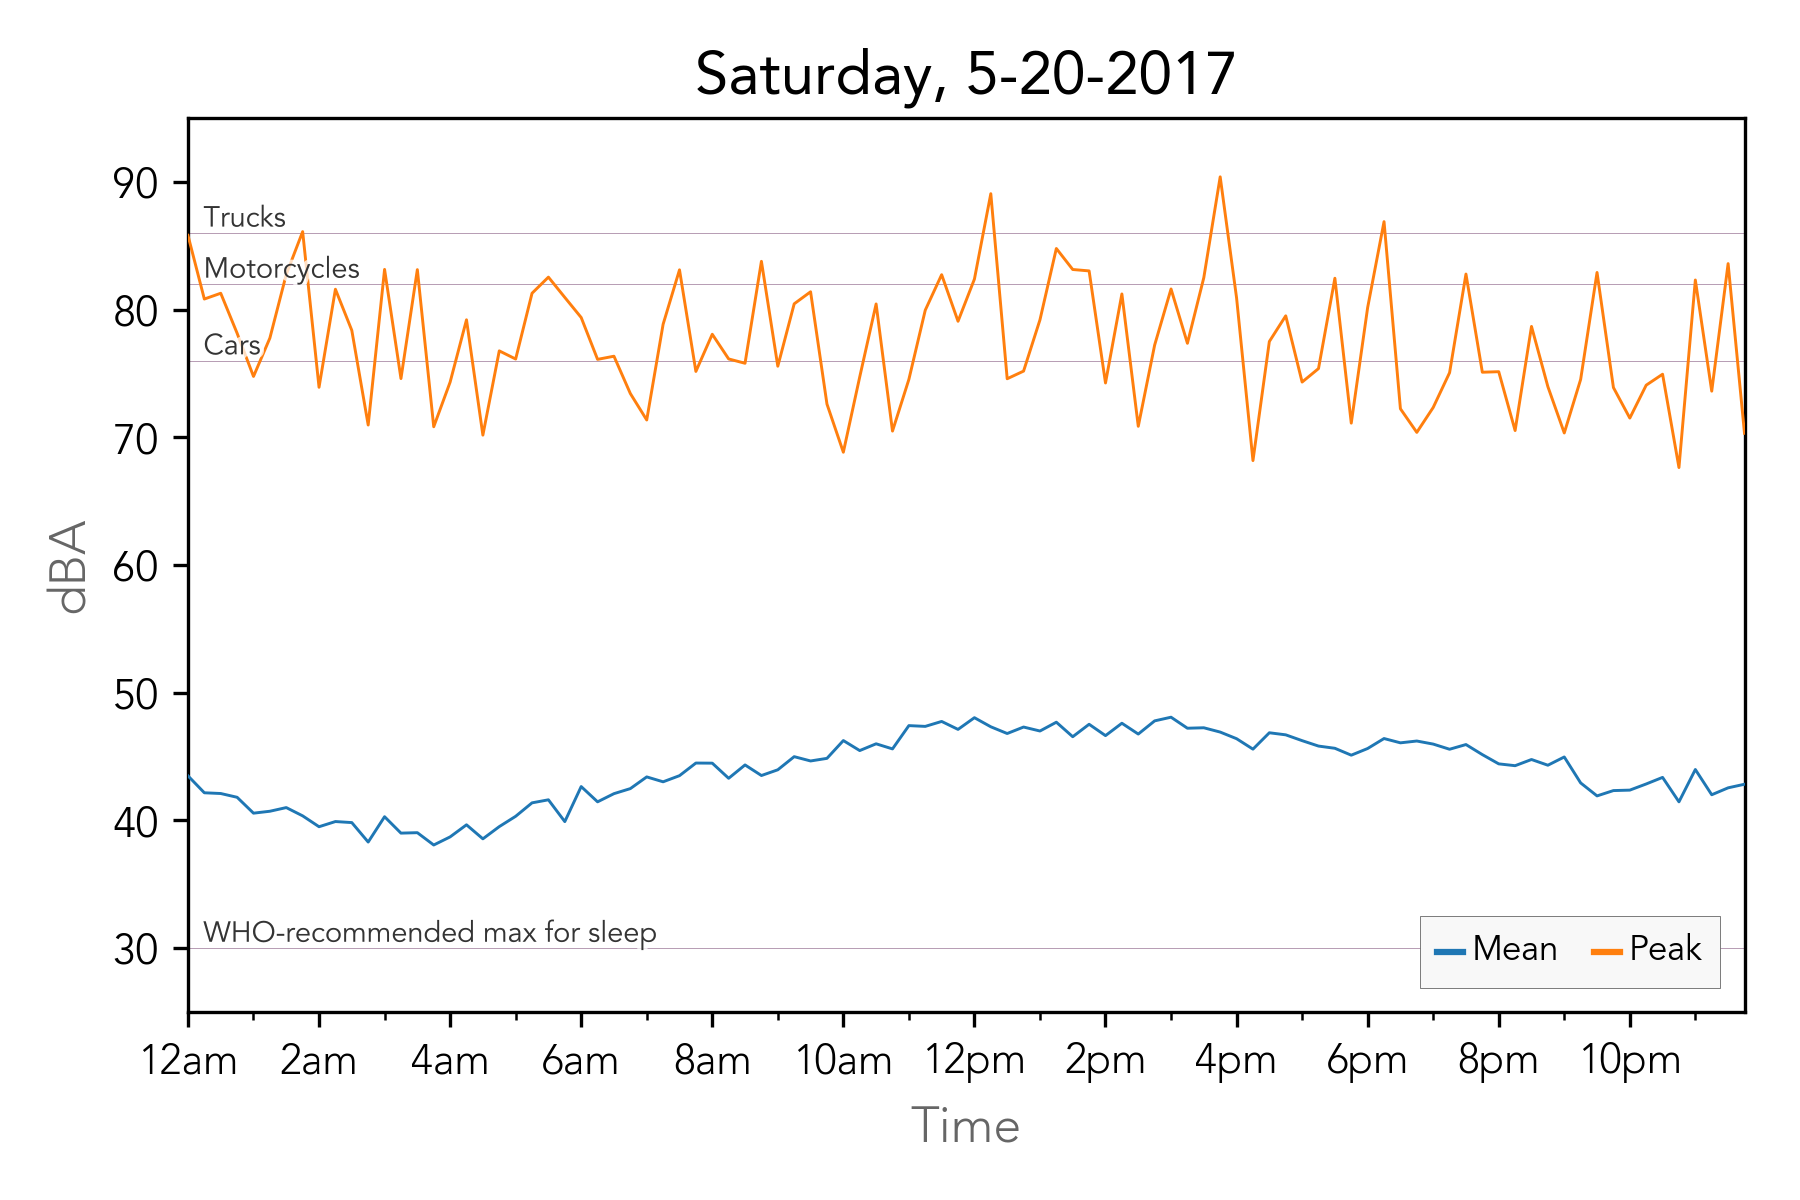 Saturday, 5-20-2017
90
Trucks
Motorcycles
80
Cars
70
60
dBA
50
40
WHO-recommended max for sleep
30
Mean Peak
12am 2am 4am 6am 8am 10am 12pm 2pm 4pm 6pm 8pm 10pm
Time